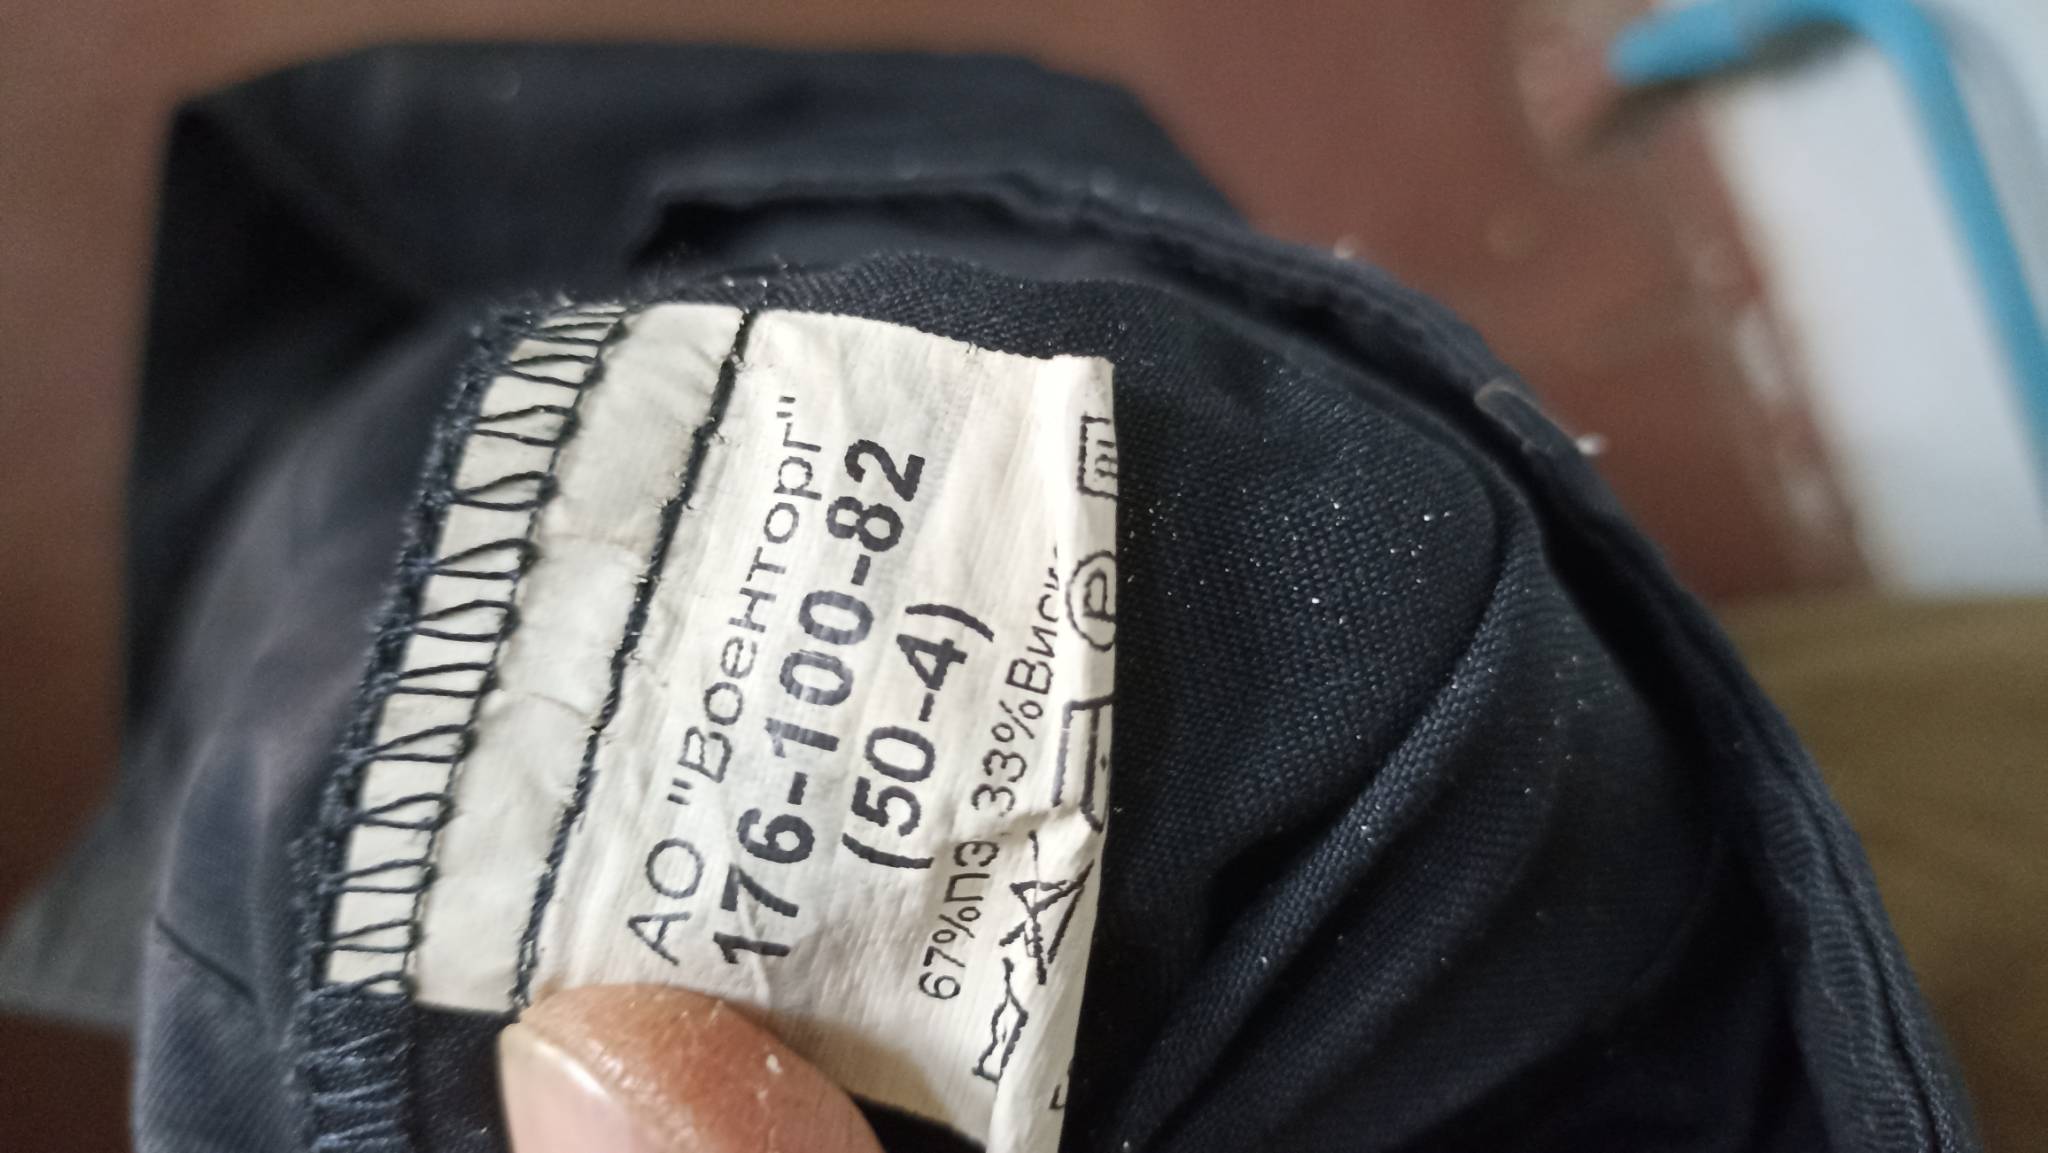 АО "Военторг"
176-100-82
(50-4)
67%ПЭ, 33%Виск
P